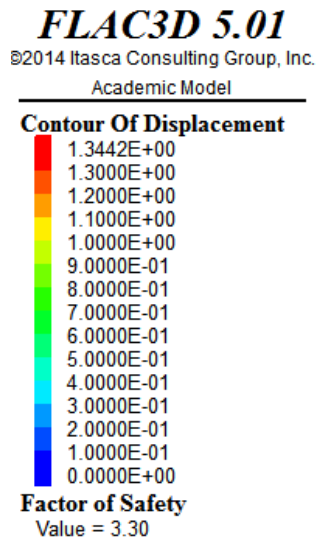 FLAC3D 5.01
©2014 Itasca Consulting Group, Inc.
Academic Model
Contour Of Displacement
1.3442E+00
1.3000E+00
1.2000E+00
1.1000E+00
1.0000E+00
9.0000E-01
8.0000E-01
7.0000E-01
6.0000E-01
5.0000E-01
4.0000E-01
3.0000E-01
2.0000E-01
1.0000E-01
0.0000E+00
Factor of Safety
Value = 3.30